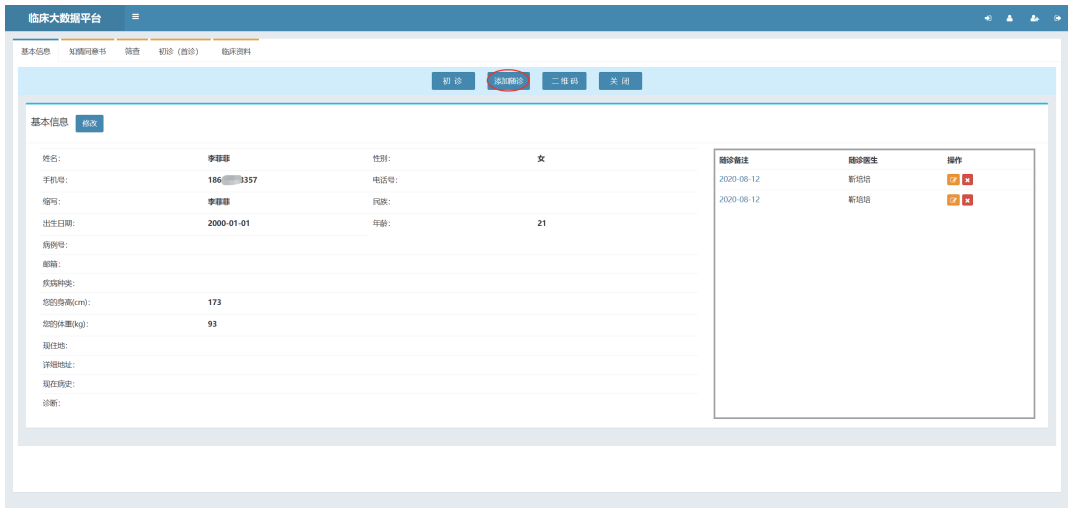 临床大数据平台
基本信息 知情同意书 筛查 初诊（首诊） 临床资料
初 诊 添加随诊 二 维 码 关 闭
基本信息 修改
姓名: 李菲菲 性别: 女
手机号: 186 3357 电话号:
缩写: 李菲菲 民族:
出生日期: 2000-01-01 年龄: 21
病例号:
邮箱:
疾病种类:
您的身高(cm): 173
您的体重(kg): 93
现住地:
详细地址:
现在病史:
诊断:
随诊备注 随诊医生 操作
2020-08-12 靳培培
2020-08-12 靳培培